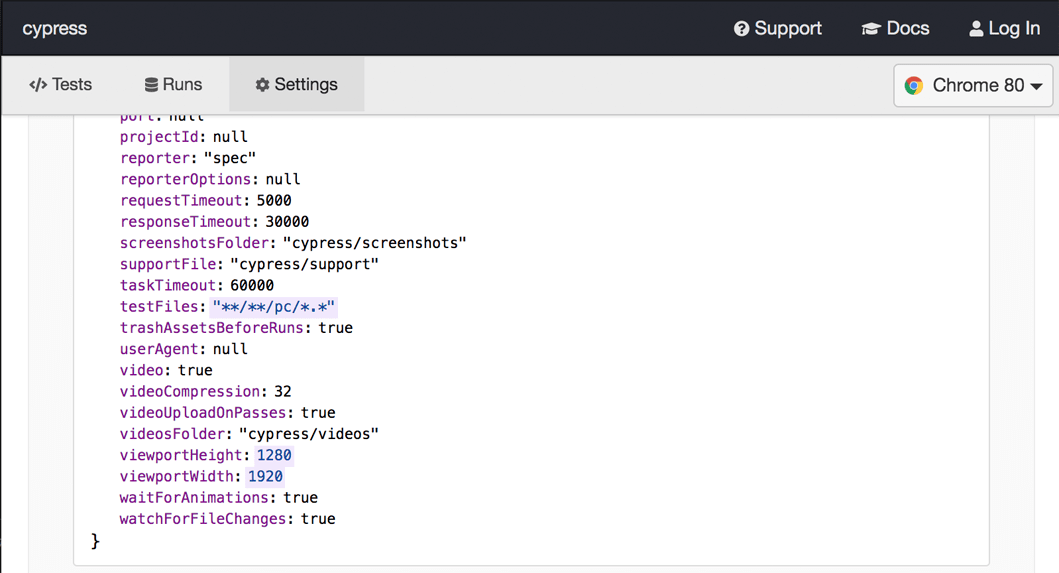 cypress
Support Docs Log In
</> Tests Runs Settings Chrome 80
port: null
projectId: null
reporter: "spec"
reporterOptions: null
requestTimeout: 5000
responseTimeout: 30000
screenshotsFolder: "cypress/screenshots"
supportFile: "cypress/support"
taskTimeout: 60000
testFiles: "**/**/pc/*.*"
trashAssetsBeforeRuns: true
userAgent: null
video: true
videoCompression: 32
videoUploadOnPasses: true
videosFolder: "cypress/videos"
viewportHeight: 1280
viewportWidth: 1920
waitForAnimations: true
watchForFileChanges: true
}